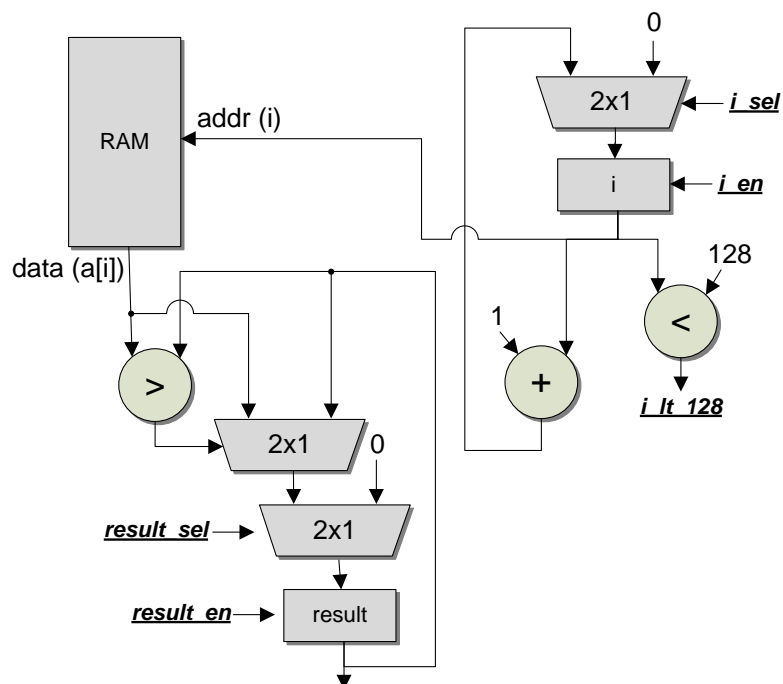 0
2x1
i_sel
RAM
addr (i)
i
i_en
data (a[i])
128
<
1
>
+
i_lt_128
2x1
0
result_sel
2x1
result_en
result